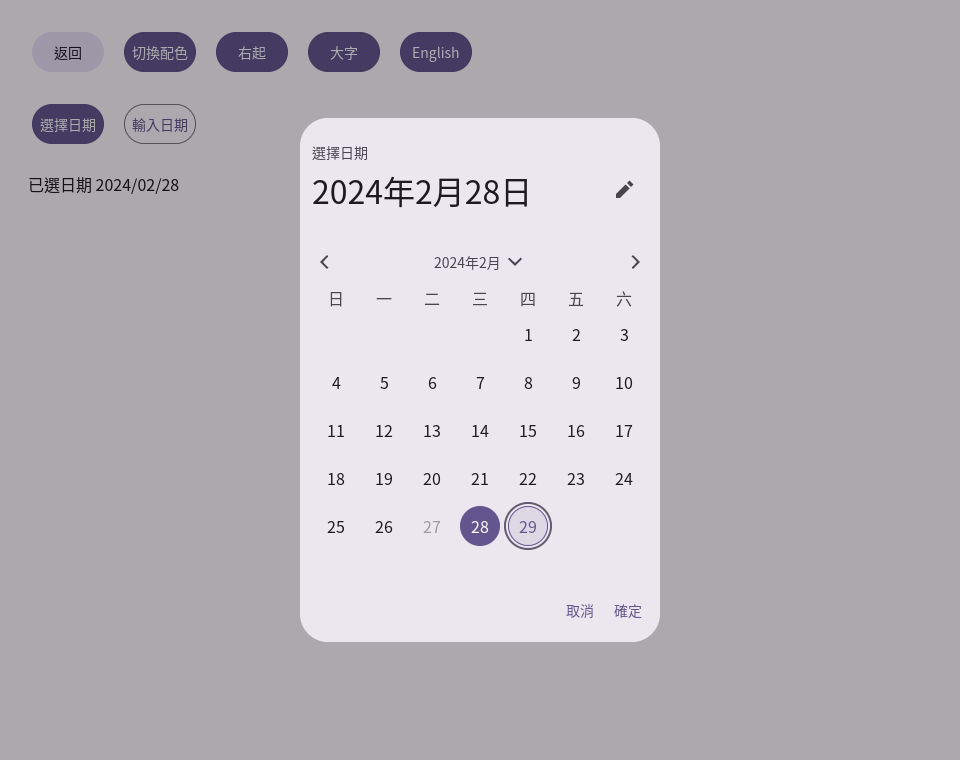 返回 切換配色 右起 大字 English
選擇日期 輸入日期
已選日期 2024/02/28
選擇日期
2024年2月28日
2024年2月
日 一 二 三 四 五 六
1 2 3
4 5 6 7 8 9 10
11 12 13 14 15 16 17
18 19 20 21 22 23 24
25 26 27 28 29
取消 確定